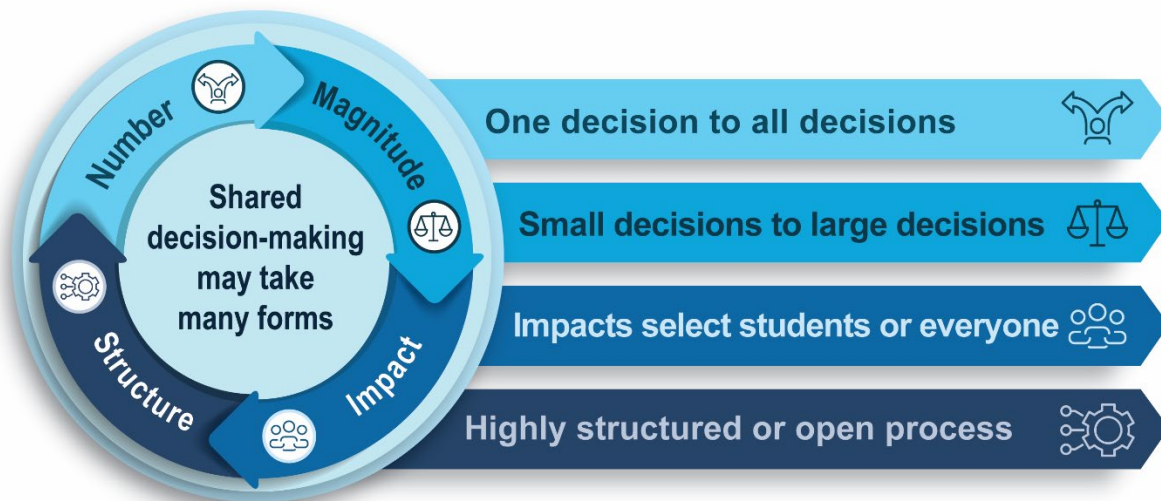 Number
Magnitude
Impact
Structure
Shared
decision-making
may take
many forms
One decision to all decisions
Small decisions to large decisions
Impacts select students or everyone
Highly structured or open process